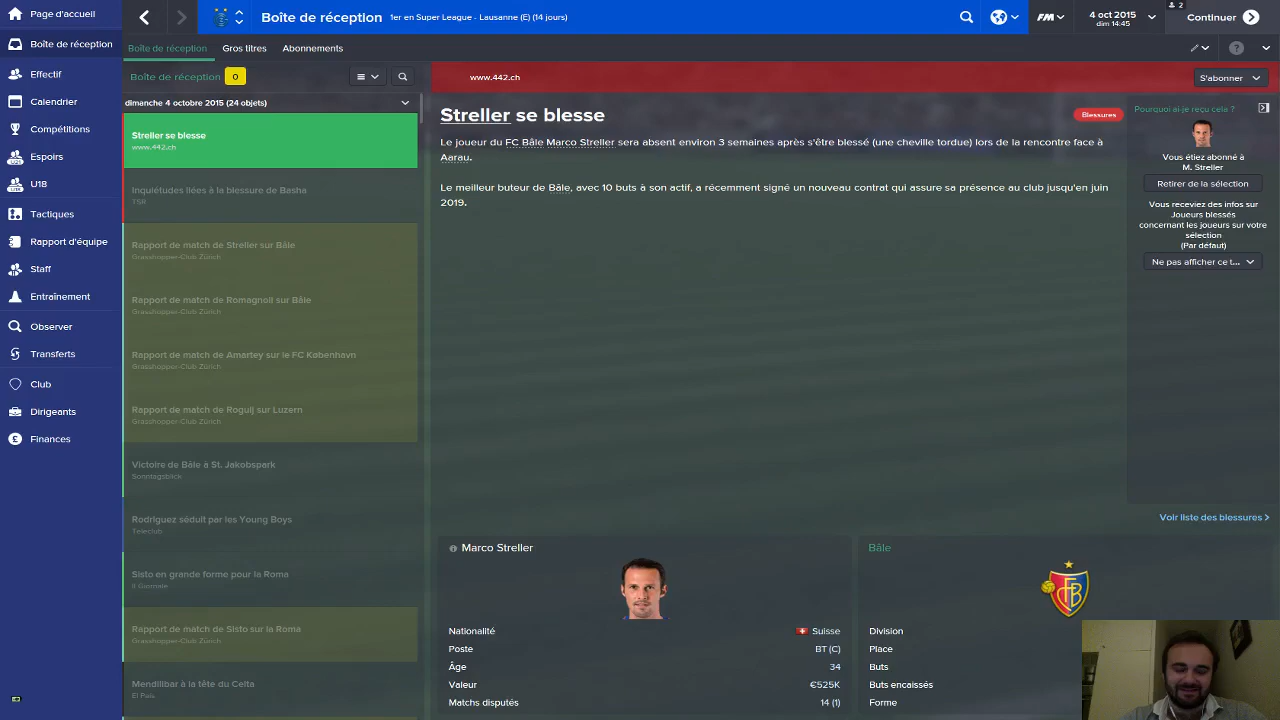 Page d'accueil
Boîte de réception
Effectif
Calendrier
Compétitions
Espoirs
U18
Tactiques
Rapport d'équipe
Staff
Entraînement
Observer
Transferts
Club
Dirigeants
Finances
Boîte de réception
1er en Super League - Lausanne (E) (14 jours)
FM
4 oct 2015
dim 14:45
2
Continuer
Boîte de réception
Gros titres
Abonnements
?
Boîte de réception 0
dimanche 4 octobre 2015 (24 objets)
Streller se blesse
www.442.ch
Inquiétudes liées à la blessure de Basha
TSR
Rapport de match de Streller sur Bâle
Grasshopper-Club Zürich
Rapport de match de Romagnoli sur Bâle
Grasshopper-Club Zürich
Rapport de match de Amartey sur le FC København
Grasshopper-Club Zürich
Rapport de match de Roguij sur Luzern
Grasshopper-Club Zürich
Victoire de Bâle à St. Jakobspark
Sonntagsblick
Rodriguez séduit par les Young Boys
Teleclub
Sisto en grande forme pour la Roma
Il Giornale
Rapport de match de Sisto sur la Roma
Grasshopper-Club Zürich
Mendilibar à la tête du Celta
El País
www.442.ch
S'abonner
Streller se blesse
Blessures
Le joueur du FC Bâle Marco Streller sera absent environ 3 semaines après s'être blessé (une cheville tordue) lors de la rencontre face à
Aarau.
Le meilleur buteur de Bâle, avec 10 buts à son actif, a récemment signé un nouveau contrat qui assure sa présence au club jusqu'en juin
2019.
Pourquoi ai-je reçu cela ?
Vous étiez abonné à
M. Streller
Retirer de la sélection
Vous receviez des infos sur
Joueurs blessés
concernant les joueurs sur votre
sélection
(Par défaut)
Ne pas afficher ce t...
Voir liste des blessures >
Marco Streller
Nationalité Suisse
Poste BT (C)
Âge 34
Valeur €525K
Matchs disputés 14 (1)
Bâle
FCB
Division
Place
Buts
Buts encaissés
Forme